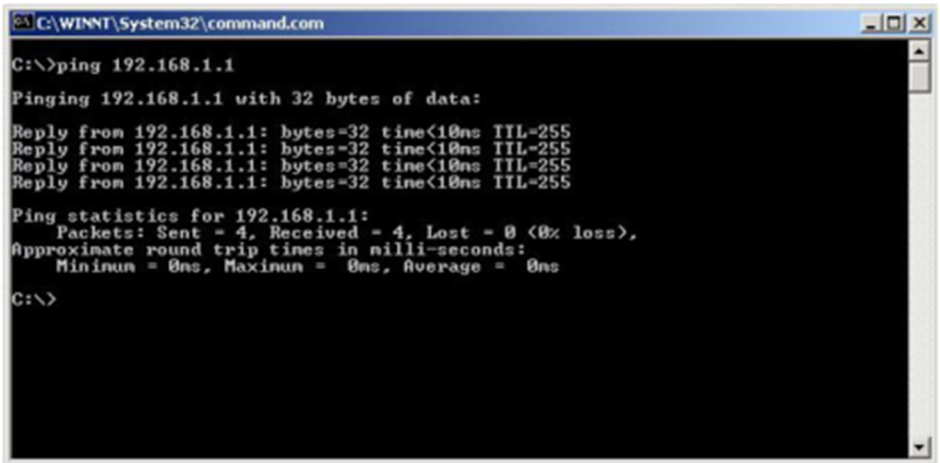 C:\WINNT\System32\command.com
C:\>ping 192.168.1.1
Pinging 192.168.1.1 with 32 bytes of data:
Reply from 192.168.1.1: bytes=32 time<10ms TTL=255
Reply from 192.168.1.1: bytes=32 time<10ms TTL=255
Reply from 192.168.1.1: bytes=32 time<10ms TTL=255
Reply from 192.168.1.1: bytes=32 time<10ms TTL=255
Ping statistics for 192.168.1.1:
    Packets: Sent = 4, Received = 4, Lost = 0 (0% loss),
Approximate round trip times in milli-seconds:
    Minimum = 0ms, Maximum =  0ms, Average =  0ms
C:\>